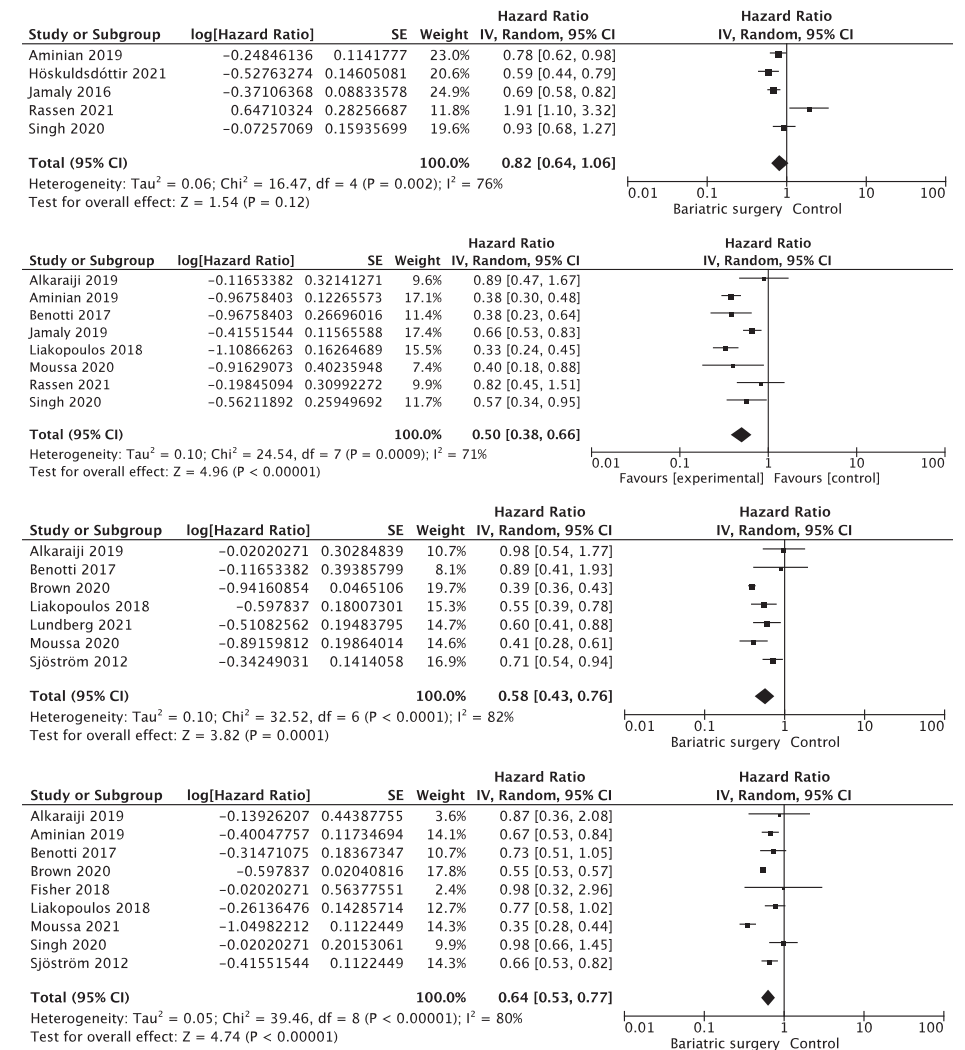 Hazard Ratio Hazard Ratio
Study or Subgroup log[Hazard Ratio] SE Weight IV, Random, 95% CI IV, Random, 95% CI
Aminian 2019 −0.24846136 0.1141777 23.0% 0.78 [0.62, 0.98]
Höskuldsdóttir 2021 −0.52763274 0.14605081 20.6% 0.59 [0.44, 0.79]
Jamaly 2016 −0.37106368 0.08833578 24.9% 0.69 [0.58, 0.82]
Rassen 2021 0.64710324 0.28256687 11.8% 1.91 [1.10, 3.32]
Singh 2020 −0.07257069 0.15935699 19.6% 0.93 [0.68, 1.27]
Total (95% CI) 100.0% 0.82 [0.64, 1.06]
Heterogeneity: Tau² = 0.06; Chi² = 16.47, df = 4 (P = 0.002); I² = 76%
Test for overall effect: Z = 1.54 (P = 0.12)
0.01 0.1 1 10 100
Bariatric surgery Control
Hazard Ratio Hazard Ratio
Study or Subgroup log[Hazard Ratio] SE Weight IV, Random, 95% CI IV, Random, 95% CI
Alkaraiji 2019 −0.11653382 0.32141271 9.6% 0.89 [0.47, 1.67]
Aminian 2019 −0.96758403 0.12265573 17.1% 0.38 [0.30, 0.48]
Benotti 2017 −0.96758403 0.26696016 11.4% 0.38 [0.23, 0.64]
Jamaly 2019 −0.41551544 0.11565588 17.4% 0.66 [0.53, 0.83]
Liakopoulos 2018 −1.10866263 0.16264689 15.5% 0.33 [0.24, 0.45]
Moussa 2020 −0.91629073 0.40235948 7.4% 0.40 [0.18, 0.88]
Rassen 2021 −0.19845094 0.30992272 9.9% 0.82 [0.45, 1.51]
Singh 2020 −0.56211892 0.25949692 11.7% 0.57 [0.34, 0.95]
Total (95% CI) 100.0% 0.50 [0.38, 0.66]
Heterogeneity: Tau² = 0.10; Chi² = 24.54, df = 7 (P = 0.0009); I² = 71%
Test for overall effect: Z = 4.96 (P < 0.00001)
0.01 0.1 1 10 100
Favours [experimental] Favours [control]
Hazard Ratio Hazard Ratio
Study or Subgroup log[Hazard Ratio] SE Weight IV, Random, 95% CI IV, Random, 95% CI
Alkaraiji 2019 −0.02020271 0.30284839 10.7% 0.98 [0.54, 1.77]
Benotti 2017 −0.11653382 0.39385799 8.1% 0.89 [0.41, 1.93]
Brown 2020 −0.94160854 0.0465106 19.7% 0.39 [0.36, 0.43]
Liakopoulos 2018 −0.597837 0.18007301 15.3% 0.55 [0.39, 0.78]
Lundberg 2021 −0.51082562 0.19483795 14.7% 0.60 [0.41, 0.88]
Moussa 2020 −0.89159812 0.19864014 14.6% 0.41 [0.28, 0.61]
Sjöström 2012 −0.34249031 0.1414058 16.9% 0.71 [0.54, 0.94]
Total (95% CI) 100.0% 0.58 [0.43, 0.76]
Heterogeneity: Tau² = 0.10; Chi² = 32.52, df = 6 (P < 0.0001); I² = 82%
Test for overall effect: Z = 3.82 (P = 0.0001)
0.01 0.1 1 10 100
Bariatric surgery Control
Hazard Ratio Hazard Ratio
Study or Subgroup log[Hazard Ratio] SE Weight IV, Random, 95% CI IV, Random, 95% CI
Alkaraiji 2019 −0.13926207 0.44387755 3.6% 0.87 [0.36, 2.08]
Aminian 2019 −0.40047757 0.11734694 14.1% 0.67 [0.53, 0.84]
Benotti 2017 −0.31471075 0.18367347 10.7% 0.73 [0.51, 1.05]
Brown 2020 −0.597837 0.02040816 17.8% 0.55 [0.53, 0.57]
Fisher 2018 −0.02020271 0.56377551 2.4% 0.98 [0.32, 2.96]
Liakopoulos 2018 −0.26136476 0.14285714 12.7% 0.77 [0.58, 1.02]
Moussa 2021 −1.04982212 0.1122449 14.3% 0.35 [0.28, 0.44]
Singh 2020 −0.02020271 0.20153061 9.9% 0.98 [0.66, 1.45]
Sjöström 2012 −0.41551544 0.1122449 14.3% 0.66 [0.53, 0.82]
Total (95% CI) 100.0% 0.64 [0.53, 0.77]
Heterogeneity: Tau² = 0.05; Chi² = 39.46, df = 8 (P < 0.00001); I² = 80%
Test for overall effect: Z = 4.74 (P < 0.00001)
0.01 0.1 1 10 100
Bariatric surgery Control